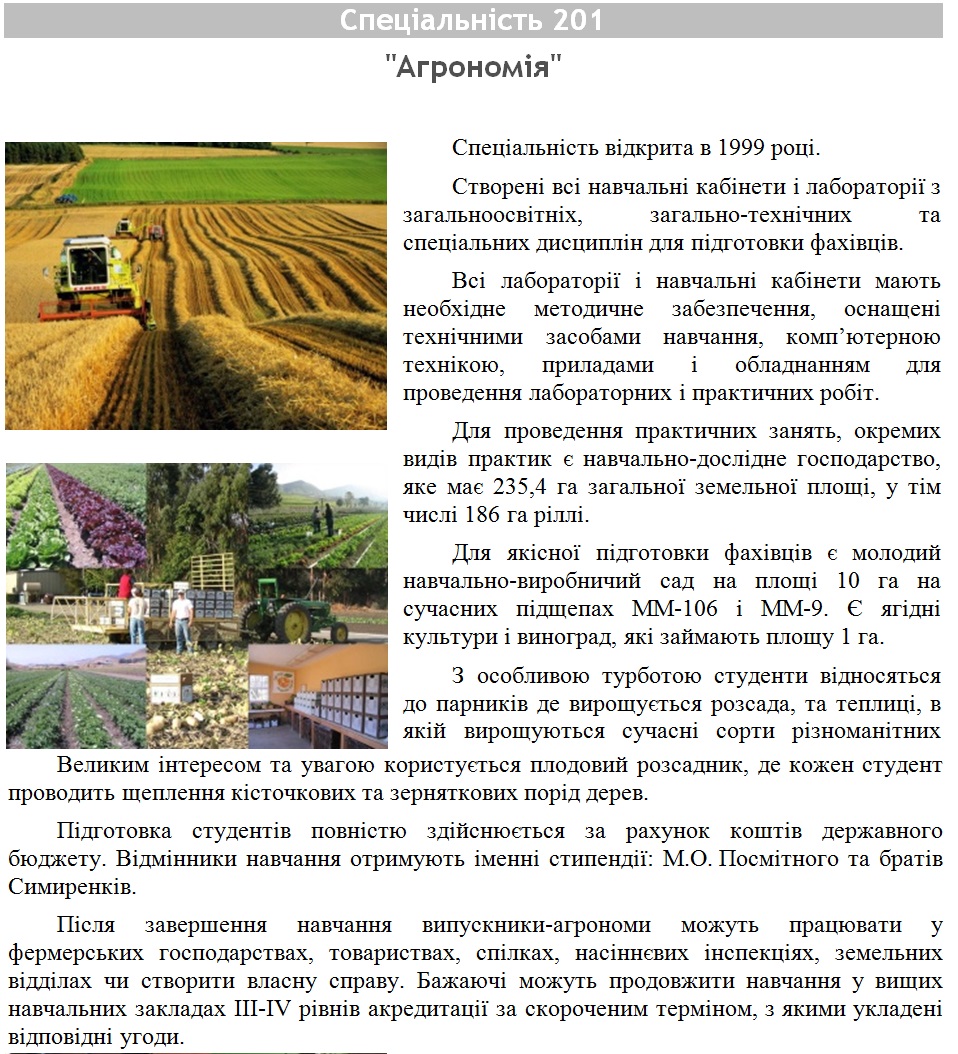 Спеціальність 201
"Агрономія"
Спеціальність відкрита в 1999 році.
Створені всі навчальні кабінети і лабораторії з
загальноосвітніх, загально-технічних та
спеціальних дисциплін для підготовки фахівців.
Всі лабораторії і навчальні кабінети мають
необхідне методичне забезпечення, оснащені
технічними засобами навчання, комп’ютерною
технікою, приладами і обладнанням для
проведення лабораторних і практичних робіт.
Для проведення практичних занять, окремих
видів практик є навчально-дослідне господарство,
яке має 235,4 га загальної земельної площі, у тім
числі 186 га ріллі.
Для якісної підготовки фахівців є молодий
навчально-виробничий сад на площі 10 га на
сучасних підщепах ММ-106 і ММ-9. Є ягідні
культури і виноград, які займають площу 1 га.
З особливою турботою студенти відносяться
до парників де вирощується розсада, та теплиці, в
якій вирощуються сучасні сорти різноманітних
Великим інтересом та увагою користується плодовий розсадник, де кожен студент
проводить щеплення кісточкових та зерняткових порід дерев.
Підготовка студентів повністю здійснюється за рахунок коштів державного
бюджету. Відмінники навчання отримують іменні стипендії: М.О. Посмітного та братів
Симиренків.
Після завершення навчання випускники-агрономи можуть працювати у
фермерських господарствах, товариствах, спілках, насіннєвих інспекціях, земельних
відділах чи створити власну справу. Бажаючі можуть продовжити навчання у вищих
навчальних закладах III-IV рівнів акредитації за скороченим терміном, з якими укладені
відповідні угоди.